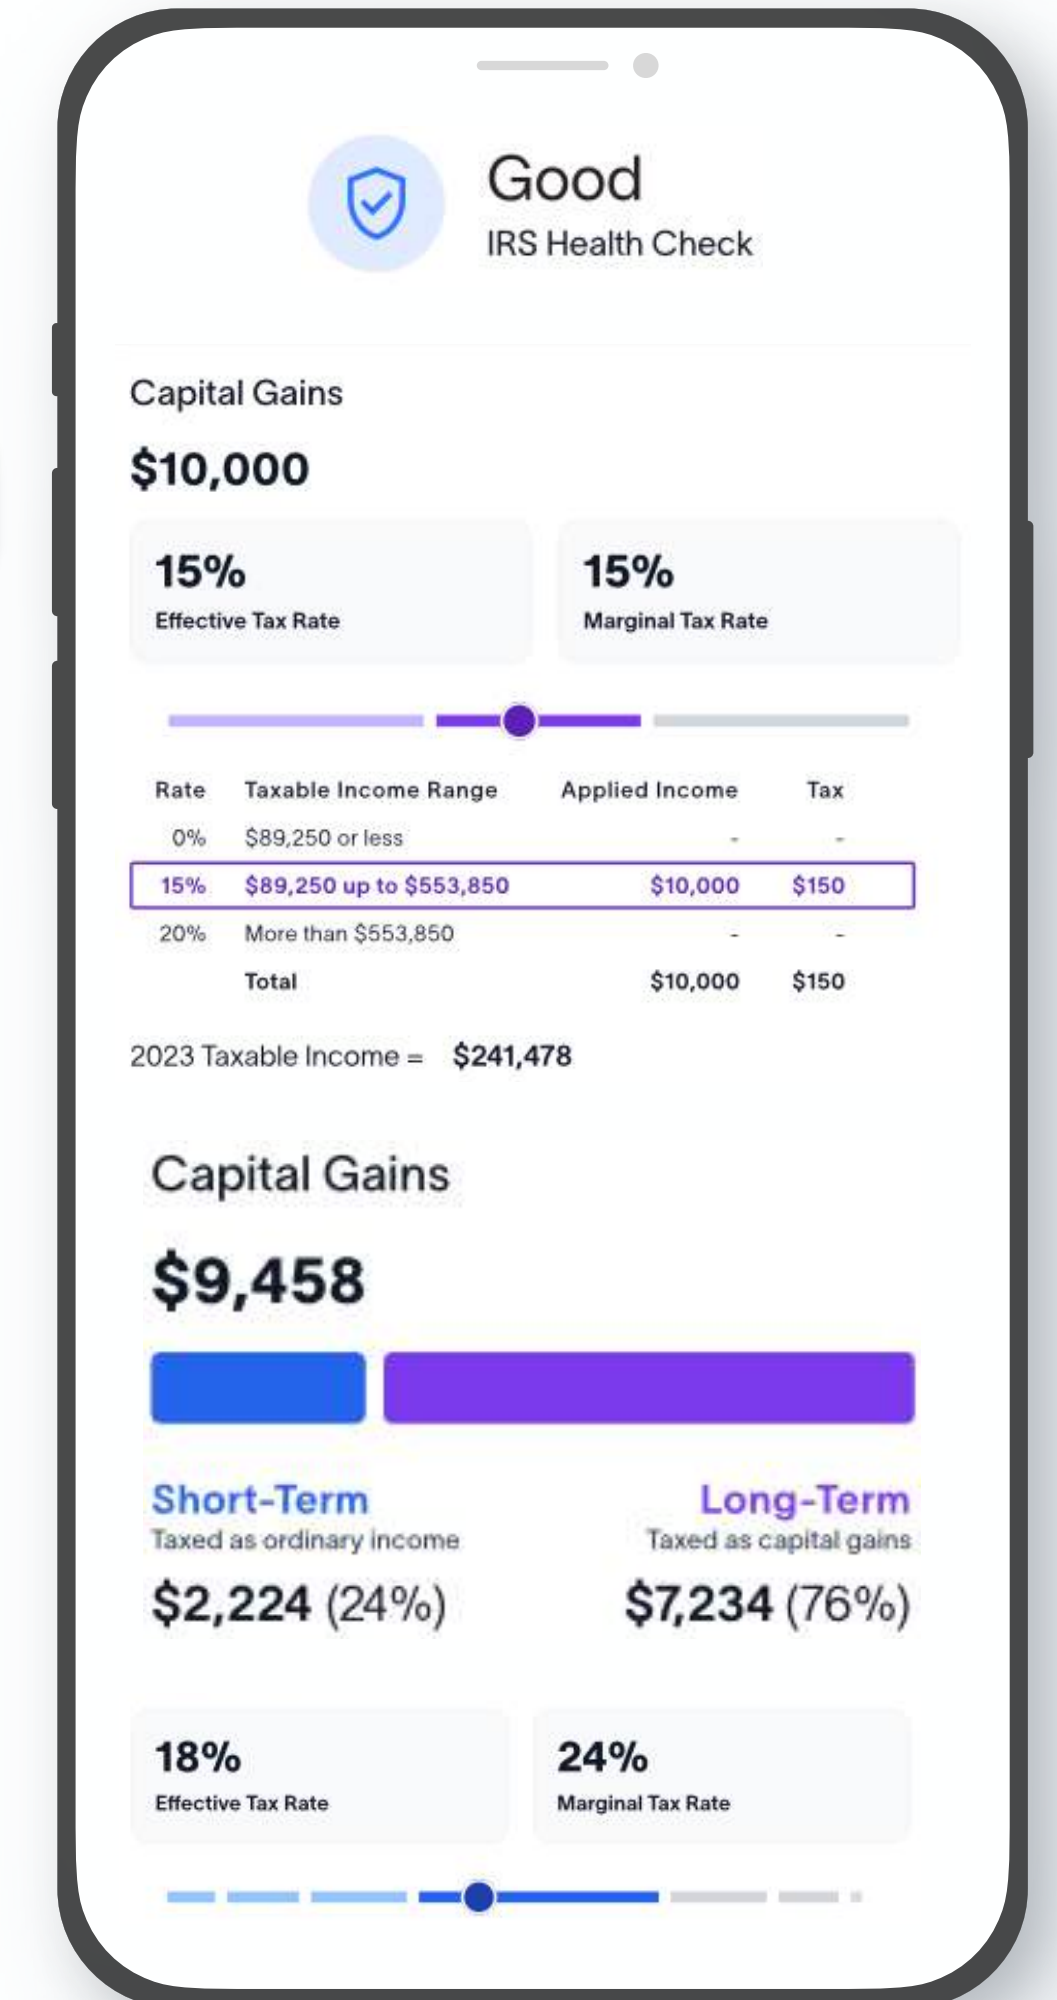 Good
IRS Health Check
Capital Gains
$10,000
15% 15%
Effective Tax Rate Marginal Tax Rate
Rate Taxable Income Range Applied Income Tax
0% $89,250 or less - -
15% $89,250 up to $553,850 $10,000 $150
20% More than $553,850 - -
Total $10,000 $150
2023 Taxable Income = $241,478
Capital Gains
$9,458
Short-Term Long-Term
Taxed as ordinary income Taxed as capital gains
$2,224 (24%) $7,234 (76%)
18% 24%
Effective Tax Rate Marginal Tax Rate